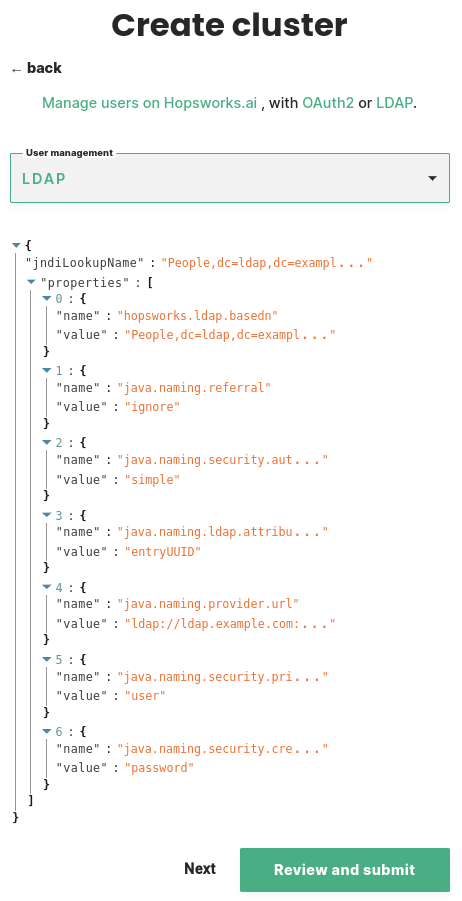 Create cluster
← back
Manage users on Hopsworks.ai , with OAuth2 or LDAP.
User management
LDAP
{
"jndiLookupName" : "People,dc=ldap,dc=exampl..."
"properties" : [
0 : {
"name" : "hopsworks.ldap.basedn"
"value" : "People,dc=ldap,dc=exampl..."
}
1 : {
"name" : "java.naming.referral"
"value" : "ignore"
}
2 : {
"name" : "java.naming.security.aut..."
"value" : "simple"
}
3 : {
"name" : "java.naming.ldap.attribu..."
"value" : "entryUUID"
}
4 : {
"name" : "java.naming.provider.url"
"value" : "ldap://ldap.example.com:..."
}
5 : {
"name" : "java.naming.security.pri..."
"value" : "user"
}
6 : {
"name" : "java.naming.security.cre..."
"value" : "password"
}
]
}
Next Review and submit